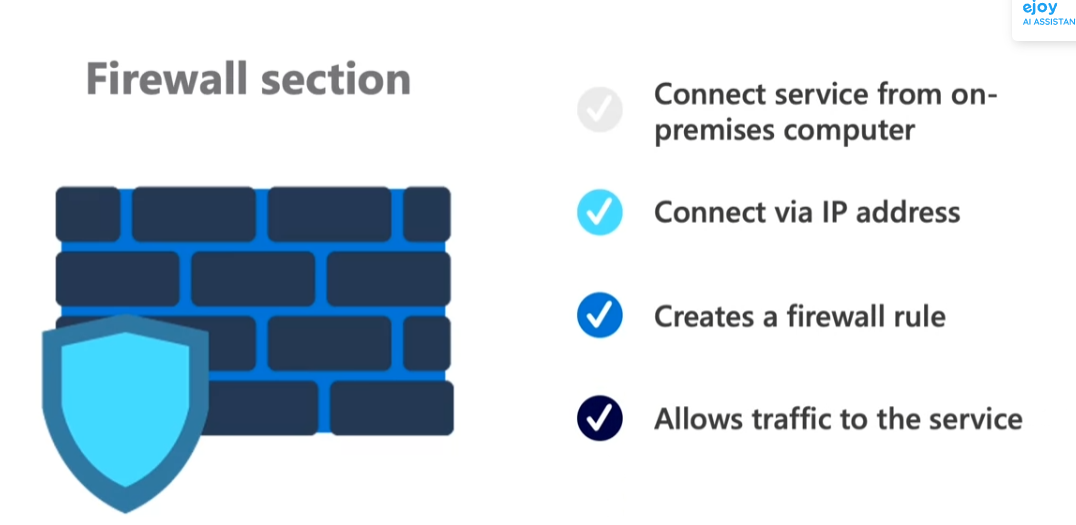 ejoy
AI ASSISTAN
Firewall section
Connect service from on-
premises computer
Connect via IP address
Creates a firewall rule
Allows traffic to the service